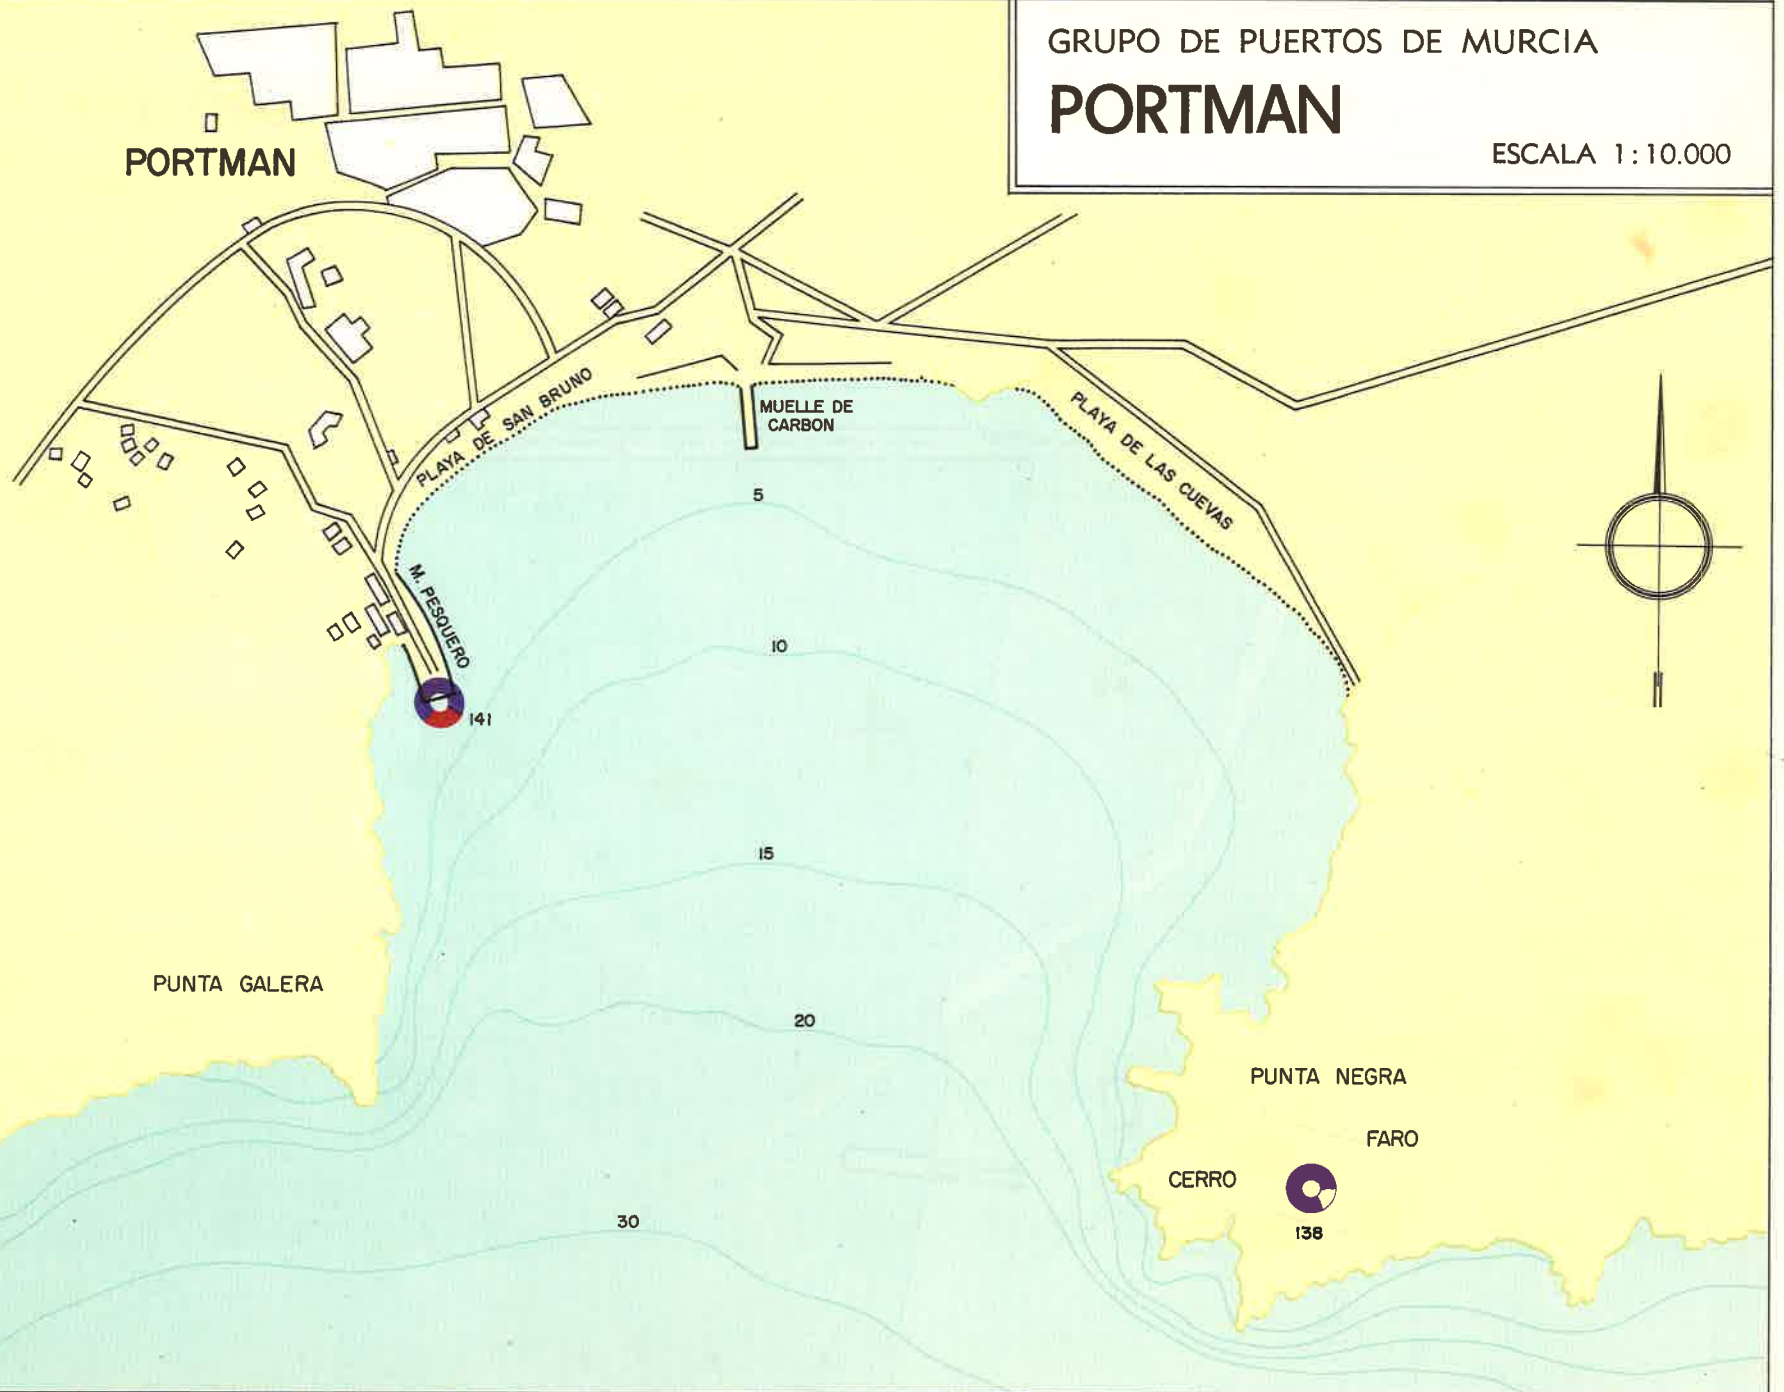 GRUPO DE PUERTOS DE MURCIA
PORTMAN
ESCALA 1:10.000
PORTMAN
PLAYA DE SAN BRUNO
MUELLE DE
CARBON
PLAYA DE LAS CUEVAS
5
M. PESQUERO
10
141
15
PUNTA GALERA
20
PUNTA NEGRA
FARO
CERRO
30
138